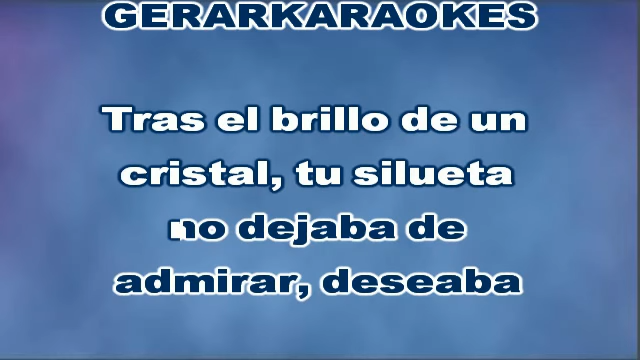 GERARKARAOKES
Tras el brillo de un
cristal, tu silueta
no dejaba de
admirar, deseaba